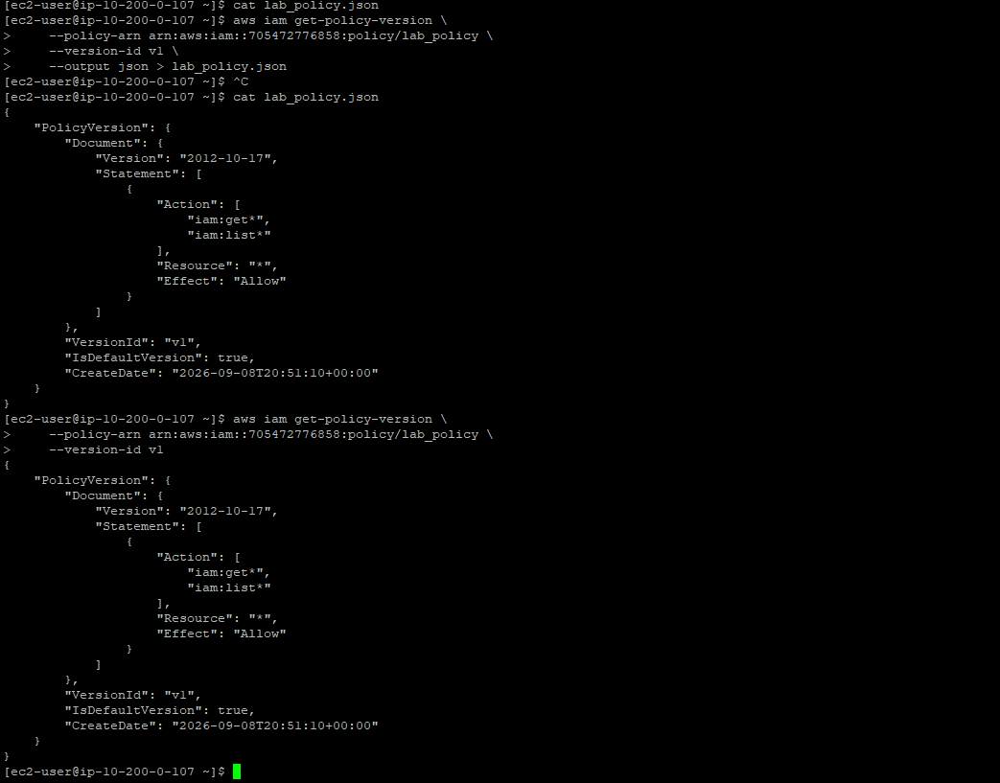 [ec2-user@ip-10-200-0-107 ~]$ cat lab_policy.json
[ec2-user@ip-10-200-0-107 ~]$ aws iam get-policy-version \
>     --policy-arn arn:aws:iam::705472776858:policy/lab_policy \
>     --version-id v1 \
>     --output json > lab_policy.json
[ec2-user@ip-10-200-0-107 ~]$ ^C
[ec2-user@ip-10-200-0-107 ~]$ cat lab_policy.json
{
    "PolicyVersion": {
        "Document": {
            "Version": "2012-10-17",
            "Statement": [
                {
                    "Action": [
                        "iam:get*",
                        "iam:list*"
                    ],
                    "Resource": "*",
                    "Effect": "Allow"
                }
            ]
        },
        "VersionId": "v1",
        "IsDefaultVersion": true,
        "CreateDate": "2026-09-08T20:51:10+00:00"
    }
}
[ec2-user@ip-10-200-0-107 ~]$ aws iam get-policy-version \
>     --policy-arn arn:aws:iam::705472776858:policy/lab_policy \
>     --version-id v1
{
    "PolicyVersion": {
        "Document": {
            "Version": "2012-10-17",
            "Statement": [
                {
                    "Action": [
                        "iam:get*",
                        "iam:list*"
                    ],
                    "Resource": "*",
                    "Effect": "Allow"
                }
            ]
        },
        "VersionId": "v1",
        "IsDefaultVersion": true,
        "CreateDate": "2026-09-08T20:51:10+00:00"
    }
}
[ec2-user@ip-10-200-0-107 ~]$